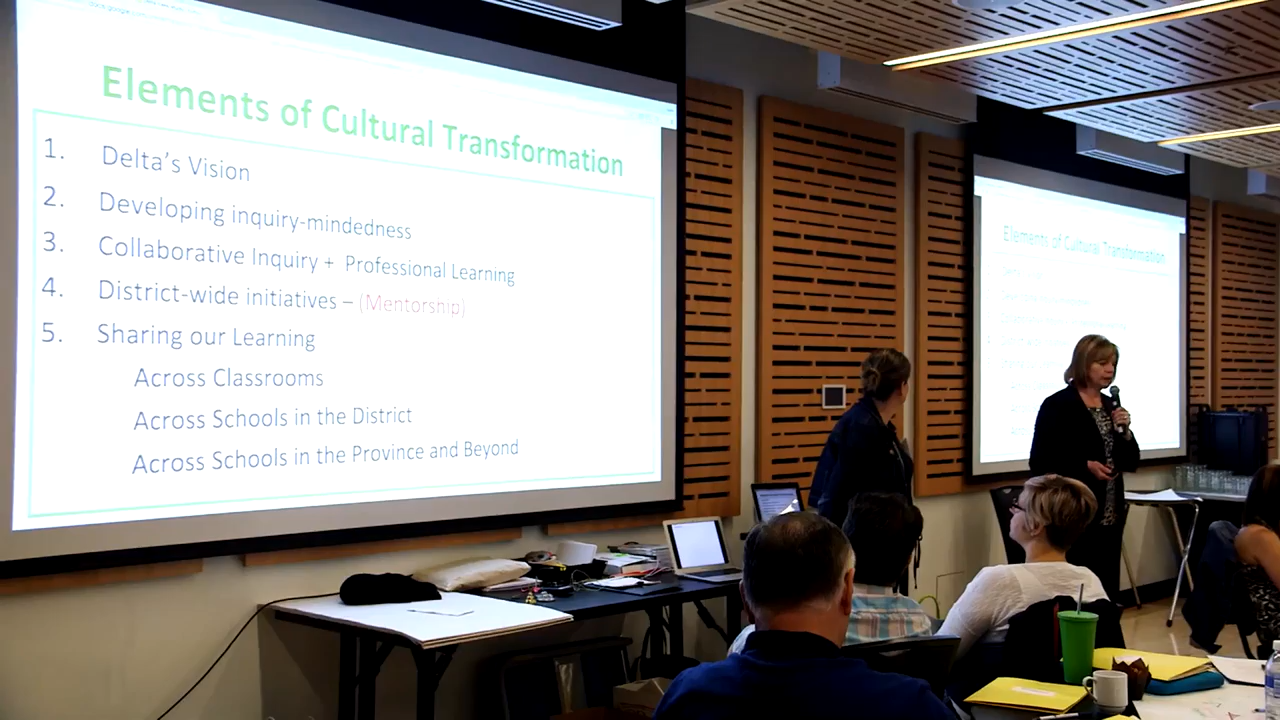 Elements of Cultural Transformation
1. Delta's Vision
2. Developing inquiry-mindedness
3. Collaborative Inquiry + Professional Learning
4. District-wide initiatives – (Mentorship)
5. Sharing our Learning
Across Classrooms
Across Schools in the District
Across Schools in the Province and Beyond
Elements of Cultural Transformation